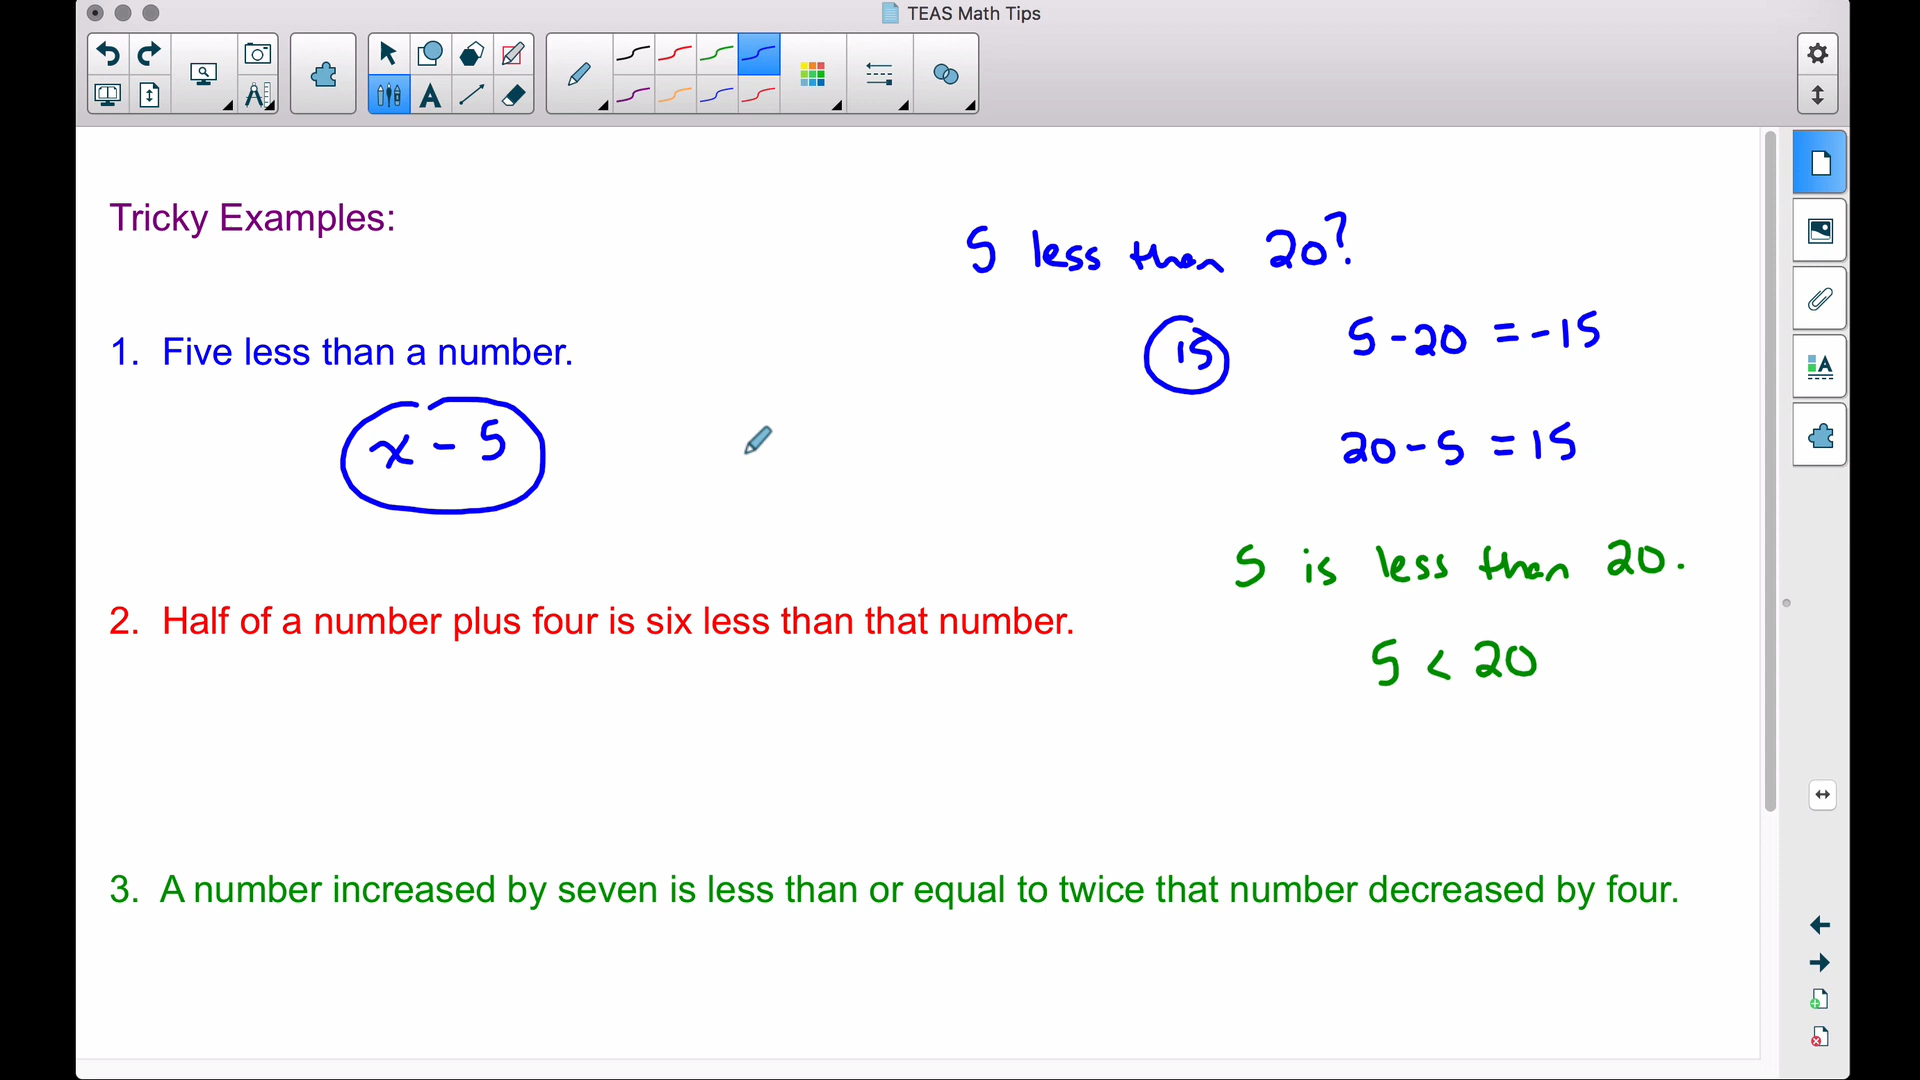 TEAS Math Tips
Tricky Examples:
5 less than 20?
1. Five less than a number.
15
5 - 20 = -15
x - 5
20 - 5 = 15
5 is less than 20.
2. Half of a number plus four is six less than that number.
5 < 20
3. A number increased by seven is less than or equal to twice that number decreased by four.